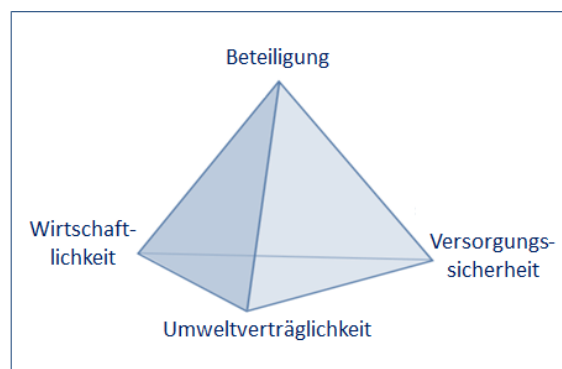 Beteiligung
Wirtschaft-
lichkeit
Versorgungs-
sicherheit
Umweltverträglichkeit